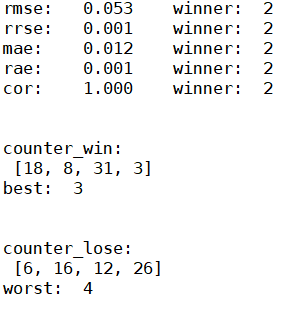 rmse: 0.053 winner: 2
rrse: 0.001 winner: 2
mae: 0.012 winner: 2
rae: 0.001 winner: 2
cor: 1.000 winner: 2
counter_win:
[18, 8, 31, 3]
best: 3
counter_lose:
[6, 16, 12, 26]
worst: 4